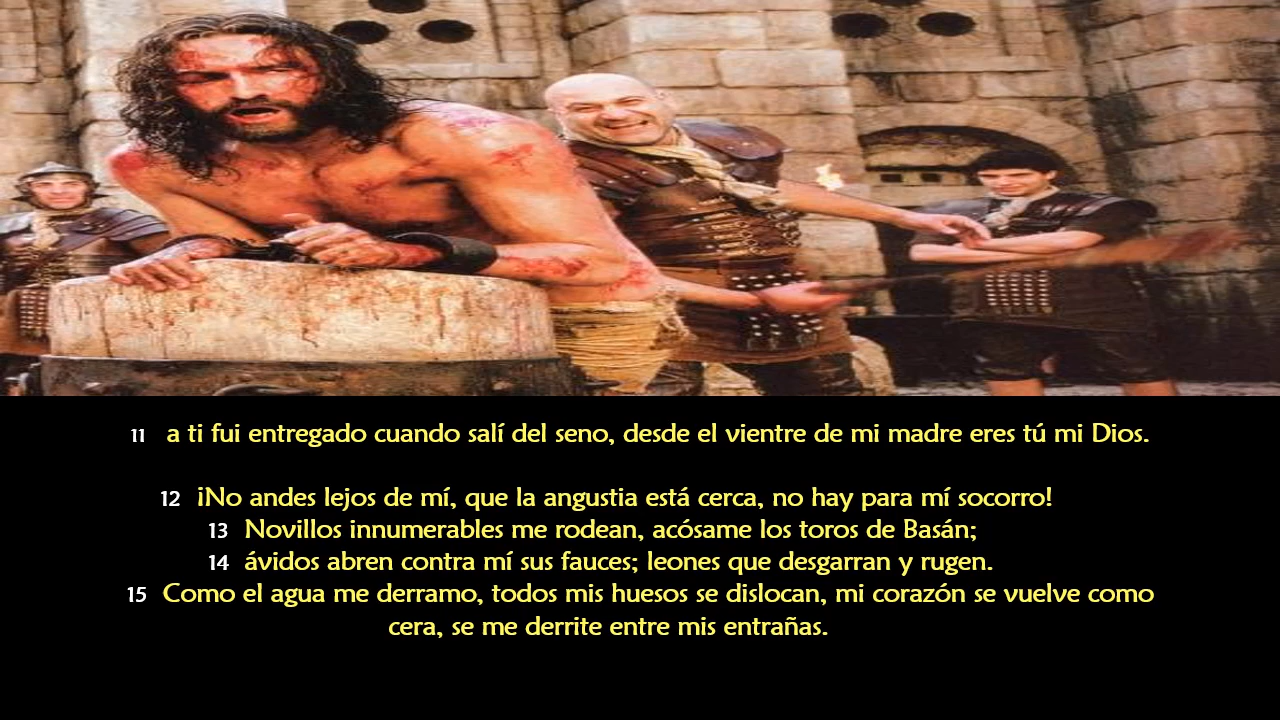 11 a ti fui entregado cuando salí del seno, desde el vientre de mi madre eres tú mi Dios.
12 ¡No andes lejos de mí, que la angustia está cerca, no hay para mí socorro!
13 Novillos innumerables me rodean, acósame los toros de Basán;
14 ávidos abren contra mí sus fauces; leones que desgarran y rugen.
15 Como el agua me derramo, todos mis huesos se dislocan, mi corazón se vuelve como
cera, se me derrite entre mis entrañas.